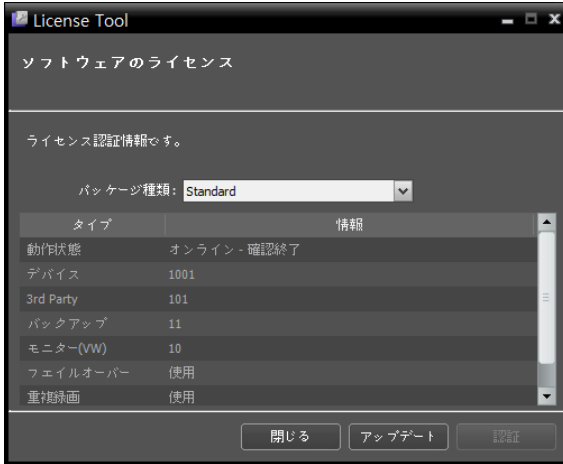 License Tool
ソフトウェアのライセンス
ライセンス認証情報です。
パッケージ種類: Standard
タイプ 情報
動作状態 オンライン - 確認終了
デバイス 1001
3rd Party 101
バックアップ 11
モニター(VW) 10
フェイルオーバー 使用
重複録画 使用
閉じる アップデート 認証